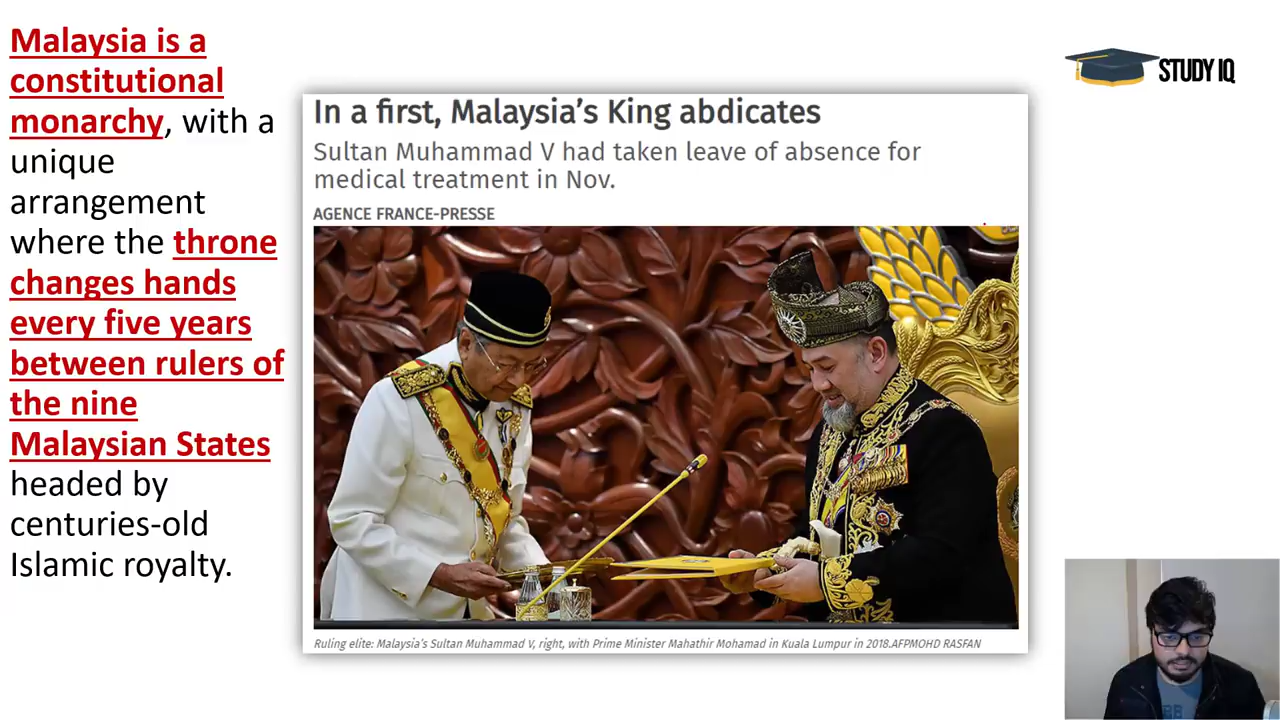 Malaysia is a
constitutional
monarchy, with a
unique
arrangement
where the throne
changes hands
every five years
between rulers of
the nine
Malaysian States
headed by
centuries-old
Islamic royalty.
In a first, Malaysia's King abdicates
Sultan Muhammad V had taken leave of absence for
medical treatment in Nov.
AGENCE FRANCE-PRESSE
Ruling elite: Malaysia's Sultan Muhammad V, right, with Prime Minister Mahathir Mohamad in Kuala Lumpur in 2018.AFPMOHD RASFAN
STUDY IQ